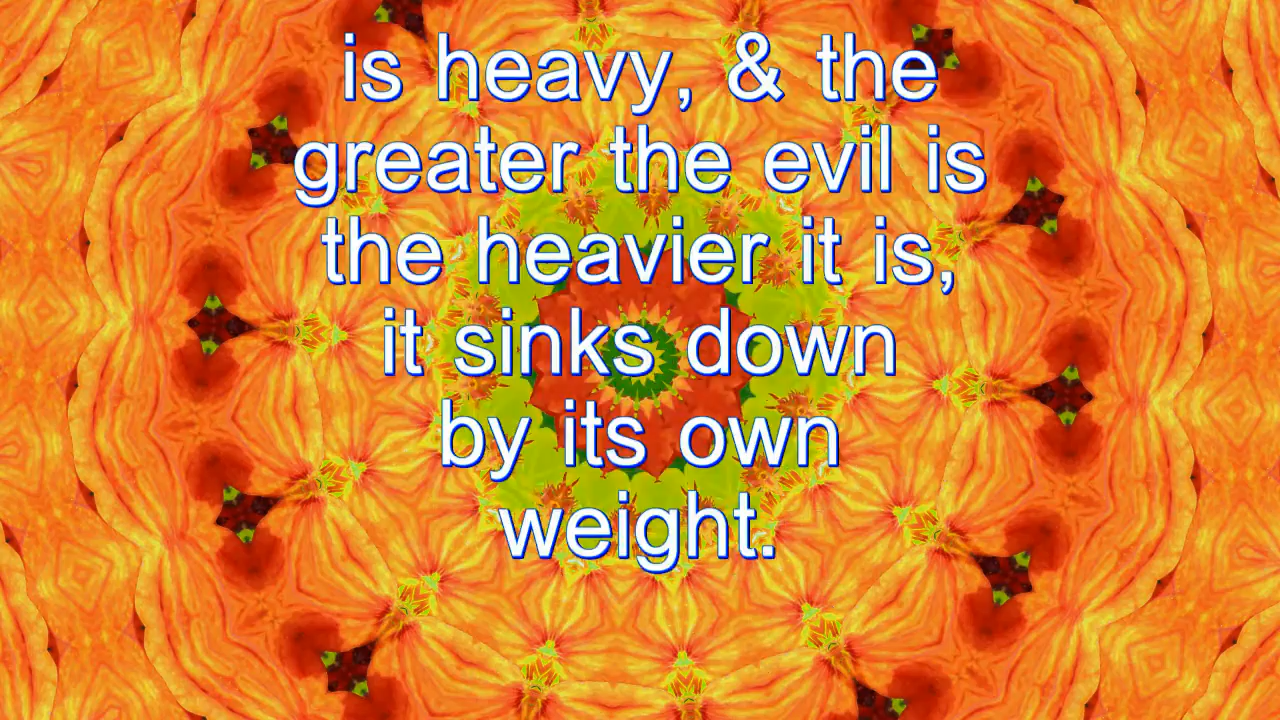 is heavy, & the
greater the evil is
the heavier it is,
it sinks down
by its own
weight.